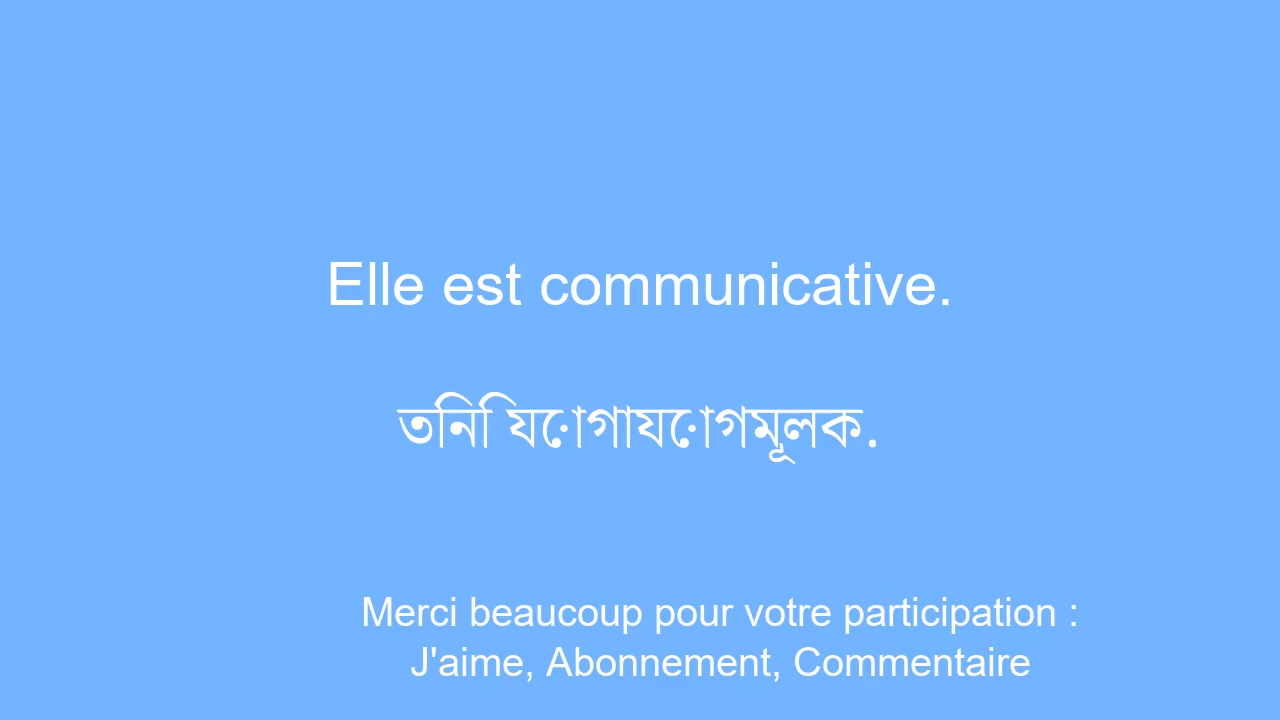 Elle est communicative.
তিনি যোগাযোগমূলক.
Merci beaucoup pour votre participation :
J'aime, Abonnement, Commentaire